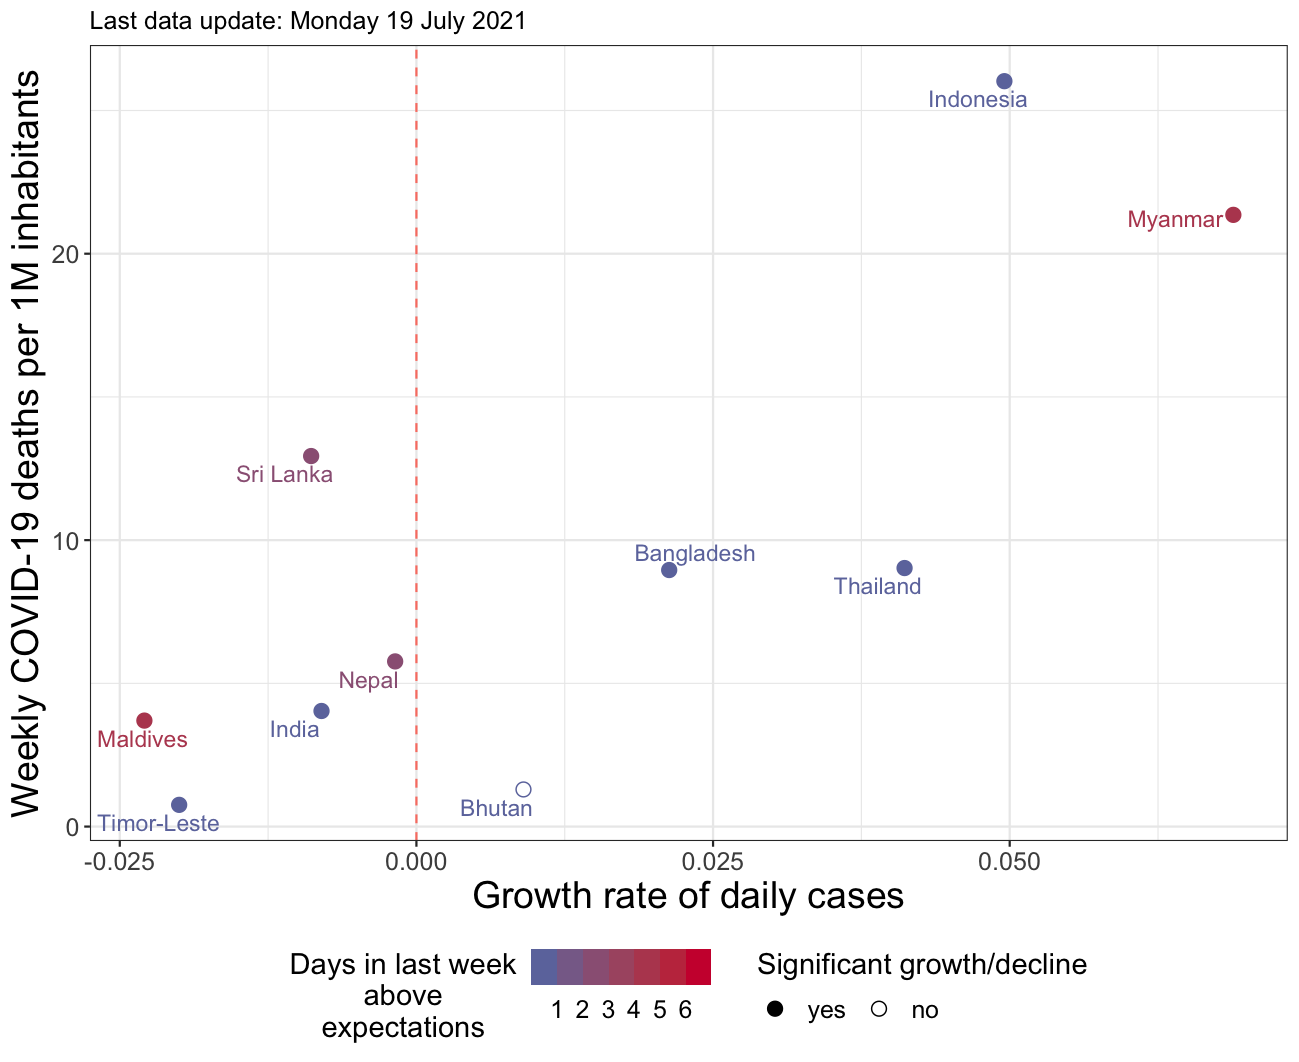 Last data update: Monday 19 July 2021
Weekly COVID-19 deaths per 1M inhabitants
Indonesia
Myanmar
20
Sri Lanka
10
Bangladesh
Thailand
Nepal
India
Maldives
Bhutan
Timor-Leste
0
-0.025 0.000 0.025 0.050
Growth rate of daily cases
Days in last week
above
expectations
1 2 3 4 5 6
Significant growth/decline
yes no